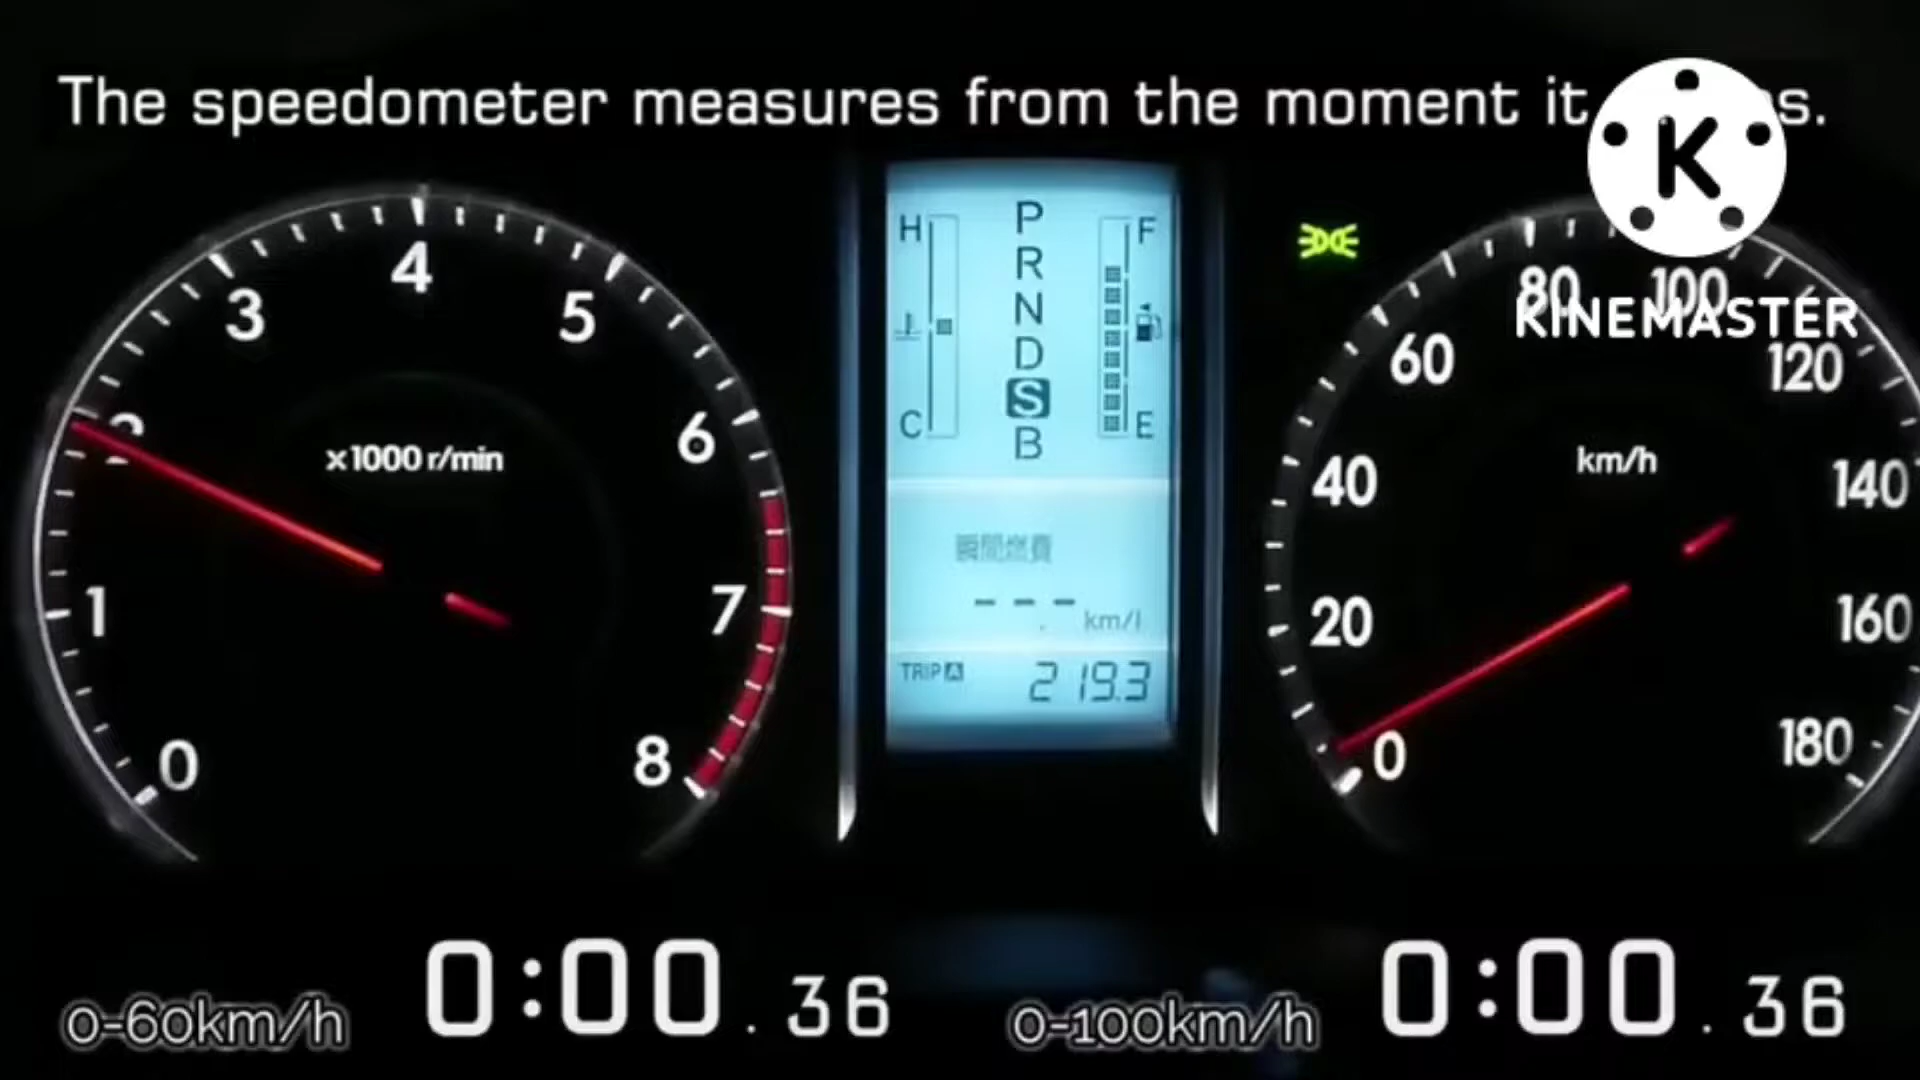 The speedometer measures from the moment it
KINEMASTER
H
C
P
R
N
D
S
B
F
E
瞬間燃費
--- km/l
TRIP A 219.3
0
1
2
3
4
5
6
7
8
x1000 r/min
0
20
40
60
80
100
120
140
160
180
km/h
0-60km/h 0:00.36
0-100km/h 0:00.36